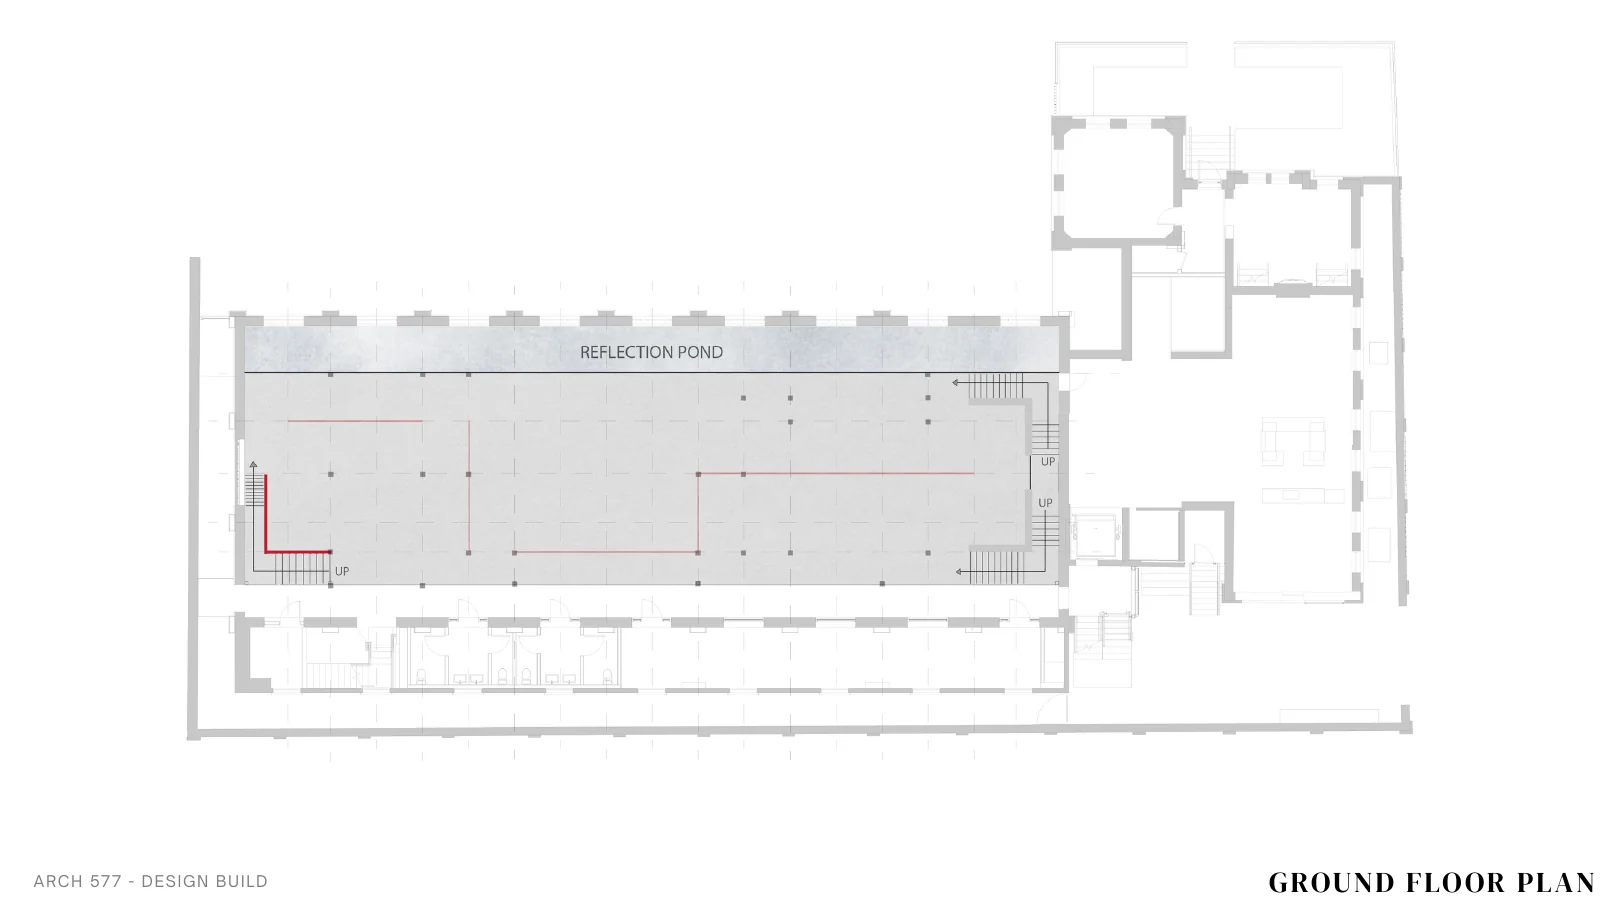 REFLECTION POND
UP
UP
UP
ARCH 577 - DESIGN BUILD
GROUND FLOOR PLAN